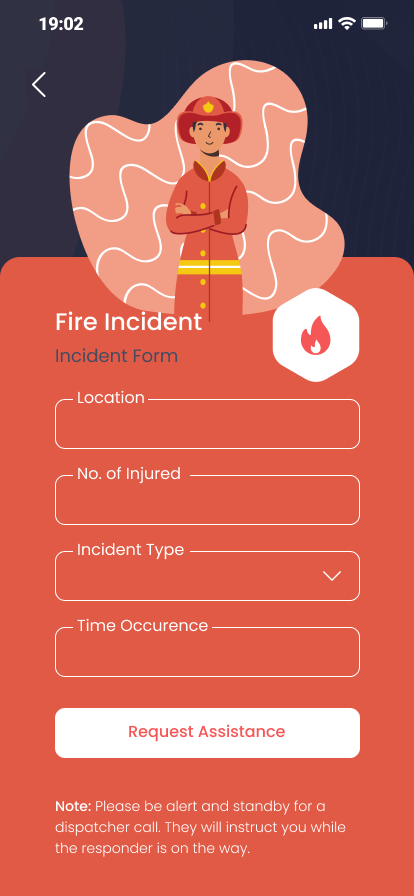 19:02
Fire Incident
Incident Form
Location
No. of Injured
Incident Type
Time Occurence
Request Assistance
Note: Please be alert and standby for a
dispatcher call. They will instruct you while
the responder is on the way.